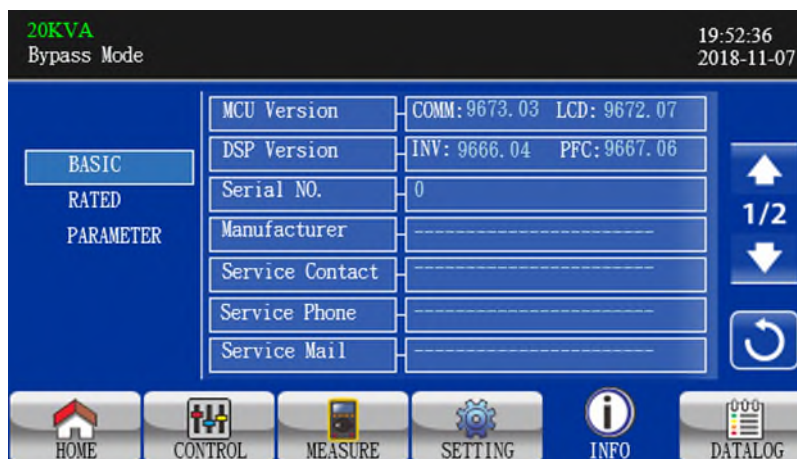 20KVA
19:52:36
Bypass Mode
2018-11-07
MCU Version COMM: 9673.03 LCD: 9672.07
DSP Version INV: 9666.04 PFC: 9667.06
BASIC
Serial NO. 0
RATED
1/2
Manufacturer ------------------------
PARAMETER
Service Contact ------------------------
Service Phone ------------------------
Service Mail ------------------------
HOME CONTROL MEASURE SETTING INFO DATALOG